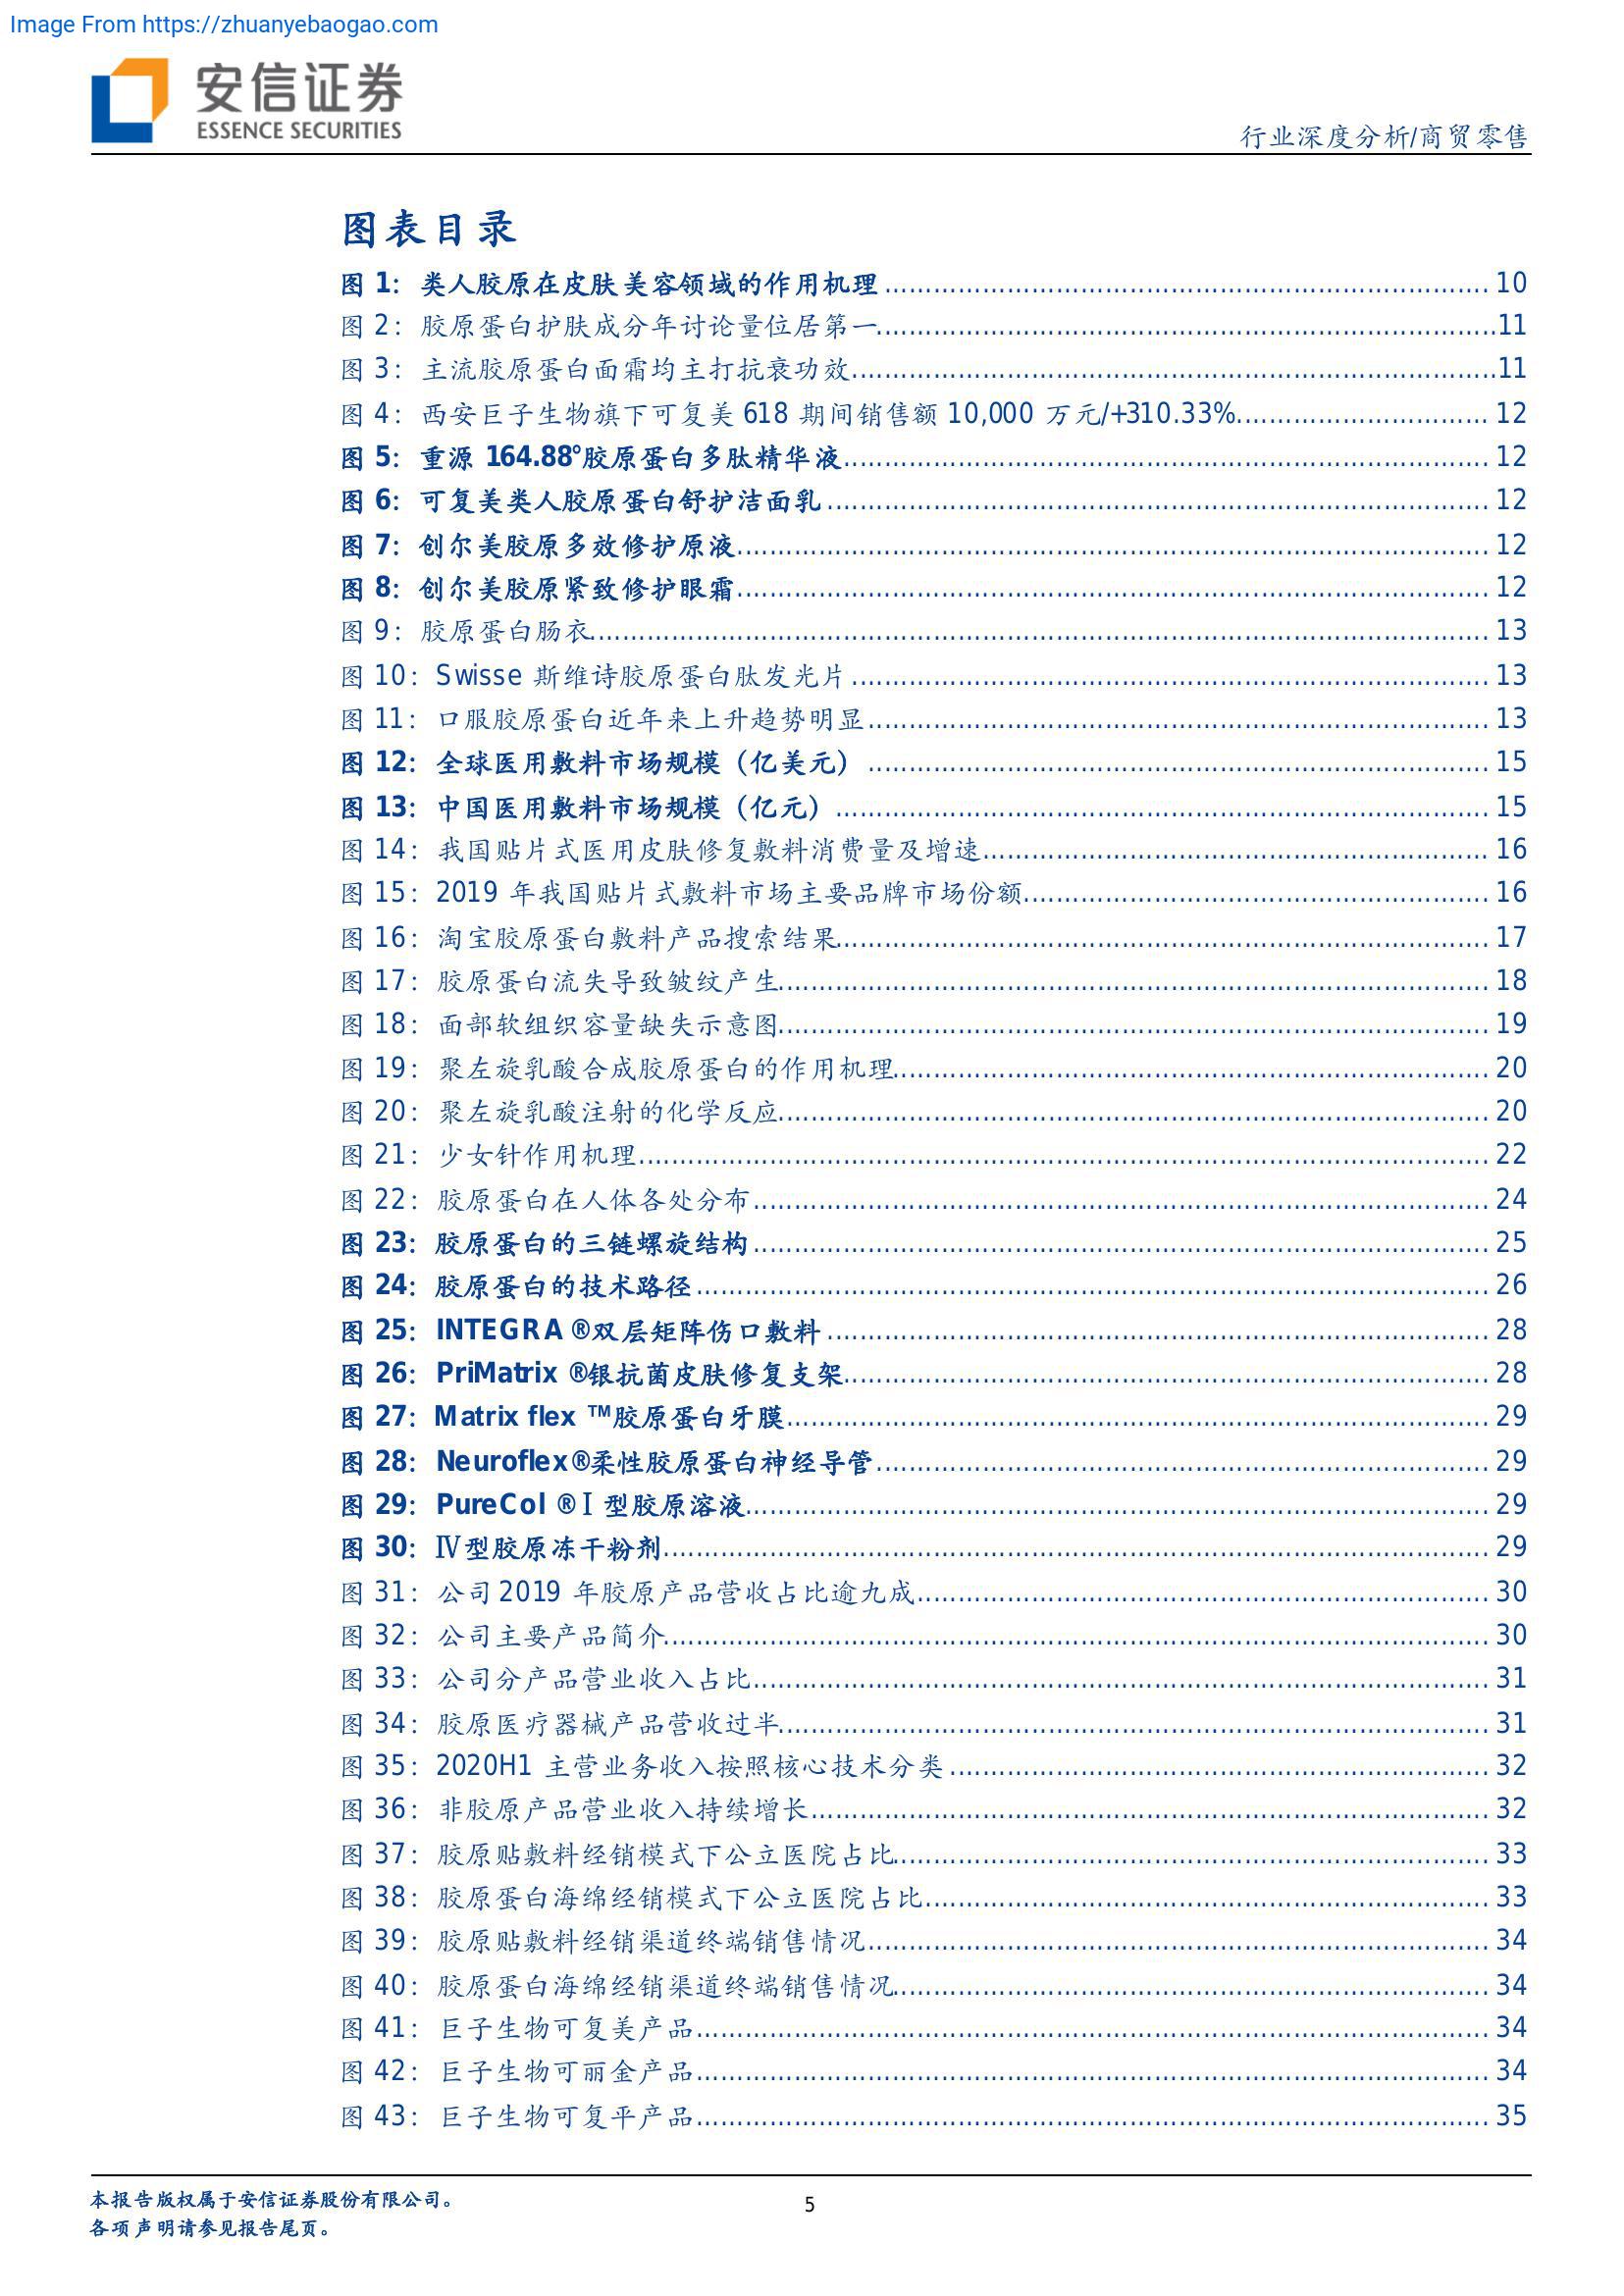 Image From https://zhuanyebaogao.com
安信证券
ESSENCE SECURITIES
行业深度分析/商贸零售
图表目录
图 1：类人胶原在皮肤美容领域的作用机理 10
图 2：胶原蛋白护肤成分年讨论量位居第一 11
图 3：主流胶原蛋白面霜均主打抗衰功效 11
图 4：西安巨子生物旗下可复美 618 期间销售额 10,000 万元/+310.33% 12
图 5：重源 164.88°胶原蛋白多肽精华液 12
图 6：可复美类人胶原蛋白舒护洁面乳 12
图 7：创尔美胶原多效修护原液 12
图 8：创尔美胶原紧致修护眼霜 12
图 9：胶原蛋白肠衣 13
图 10：Swisse 斯维诗胶原蛋白肽发光片 13
图 11：口服胶原蛋白近年来上升趋势明显 13
图 12：全球医用敷料市场规模（亿美元） 15
图 13：中国医用敷料市场规模（亿元） 15
图 14：我国贴片式医用皮肤修复敷料消费量及增速 16
图 15：2019 年我国贴片式敷料市场主要品牌市场份额 16
图 16：淘宝胶原蛋白敷料产品搜索结果 17
图 17：胶原蛋白流失导致皱纹产生 18
图 18：面部软组织容量缺失示意图 19
图 19：聚左旋乳酸合成胶原蛋白的作用机理 20
图 20：聚左旋乳酸注射的化学反应 20
图 21：少女针作用机理 22
图 22：胶原蛋白在人体各处分布 24
图 23：胶原蛋白的三链螺旋结构 25
图 24：胶原蛋白的技术路径 26
图 25：INTEGRA ®双层矩阵伤口敷料 28
图 26：PriMatrix ®银抗菌皮肤修复支架 28
图 27：Matrix flex ™胶原蛋白牙膜 29
图 28：Neuroflex®柔性胶原蛋白神经导管 29
图 29：PureCol ®Ⅰ型胶原溶液 29
图 30：Ⅳ型胶原冻干粉剂 29
图 31：公司 2019 年胶原产品营收占比逾九成 30
图 32：公司主要产品简介 30
图 33：公司分产品营业收入占比 31
图 34：胶原医疗器械产品营收过半 31
图 35：2020H1 主营业务收入按照核心技术分类 32
图 36：非胶原产品营业收入持续增长 32
图 37：胶原贴敷料经销模式下公立医院占比 33
图 38：胶原蛋白海绵经销模式下公立医院占比 33
图 39：胶原贴敷料经销渠道终端销售情况 34
图 40：胶原蛋白海绵经销渠道终端销售情况 34
图 41：巨子生物可复美产品 34
图 42：巨子生物可丽金产品 34
图 43：巨子生物可复平产品 35
本报告版权属于安信证券股份有限公司。
各项声明请参见报告尾页。
5